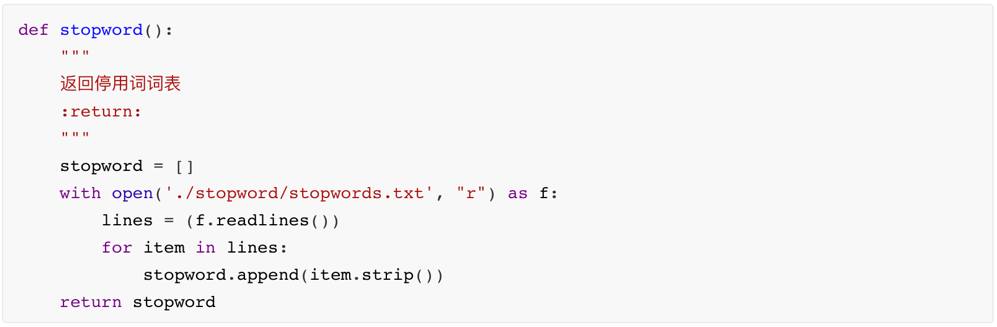 def stopword():
    """
    返回停用词词表
    :return:
    """
    stopword = []
    with open('./stopword/stopwords.txt', "r") as f:
        lines = (f.readlines())
        for item in lines:
            stopword.append(item.strip())
    return stopword